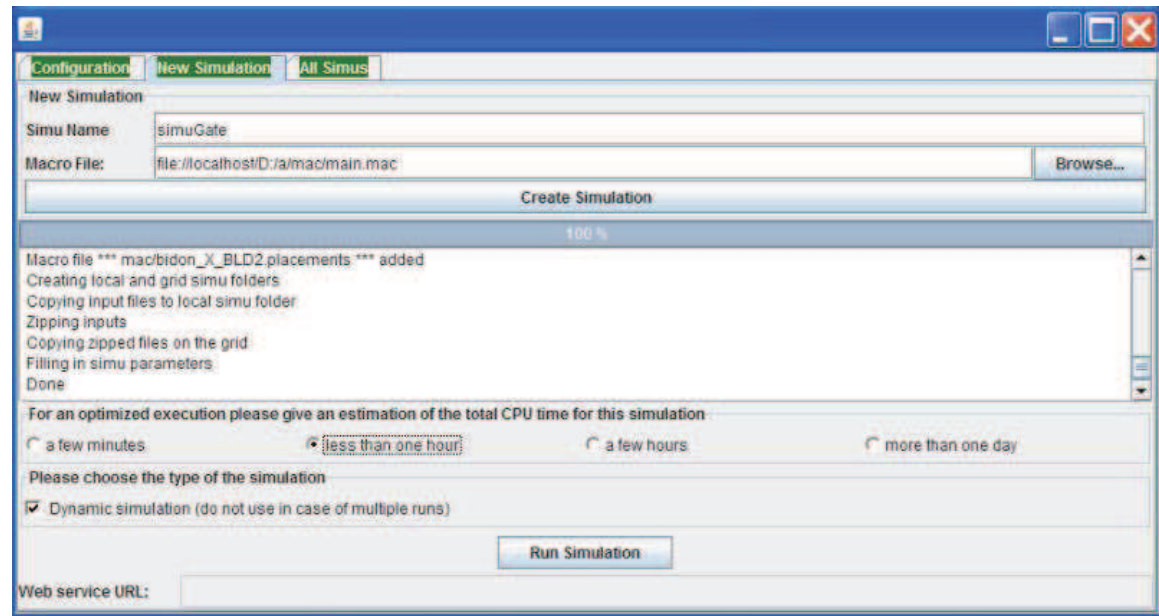 Configuration New Simulation All Simus
New Simulation
Simu Name simuGate
Macro File: file://localhost/D:/a/mac/main.mac Browse...
Create Simulation
100 %
Macro file *** mac/bidon_X_BLD2.placements *** added
Creating local and grid simu folders
Copying input files to local simu folder
Zipping inputs
Copying zipped files on the grid
Filling in simu parameters
Done
For an optimized execution please give an estimation of the total CPU time for this simulation
a few minutes less than one hour a few hours more than one day
Please choose the type of the simulation
Dynamic simulation (do not use in case of multiple runs)
Run Simulation
Web service URL: